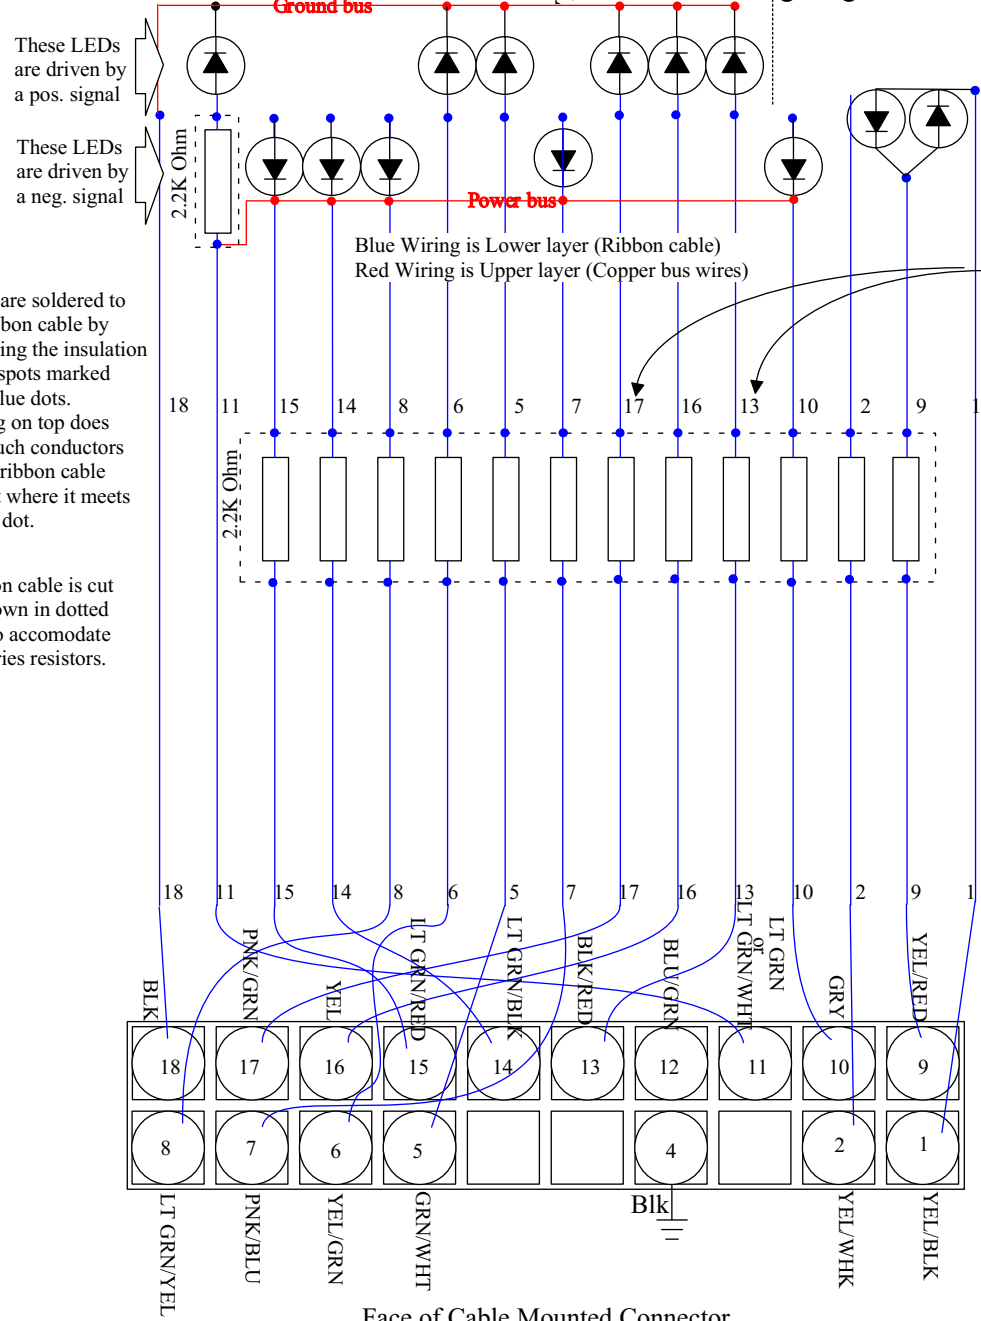 Ground bus
These LEDs
are driven by
a pos. signal
These LEDs
are driven by
a neg. signal
2.2K Ohm
Power bus
Blue Wiring is Lower layer (Ribbon cable)
Red Wiring is Upper layer (Copper bus wires)
are soldered to
bon cable by
ing the insulation
spots marked
lue dots.
g on top does
uch conductors
ribbon cable
t where it meets
dot.
18 11 15 14 8 6 5 7 17 16 13 10 2 9 1
2.2K Ohm
on cable is cut
own in dotted
o accomodate
ries resistors.
18 11 15 14 8 6 5 7 17 16 13 10 2 9 1
BLK
PNK/GRN
YEL
LT GRN/RED
LT GRN/BLK
BLK/RED
BLU/GRN
LT GRN/WHT
or
LT GRN
GRY
YEL/RED
18 17 16 15 14 13 12 11 10 9
8 7 6 5 4 2 1
LT GRN/YEL
PNK/BLU
YEL/GRN
GRN/WHT
Blk
YEL/WHK
YEL/BLK
Face of Cable Mounted Connector